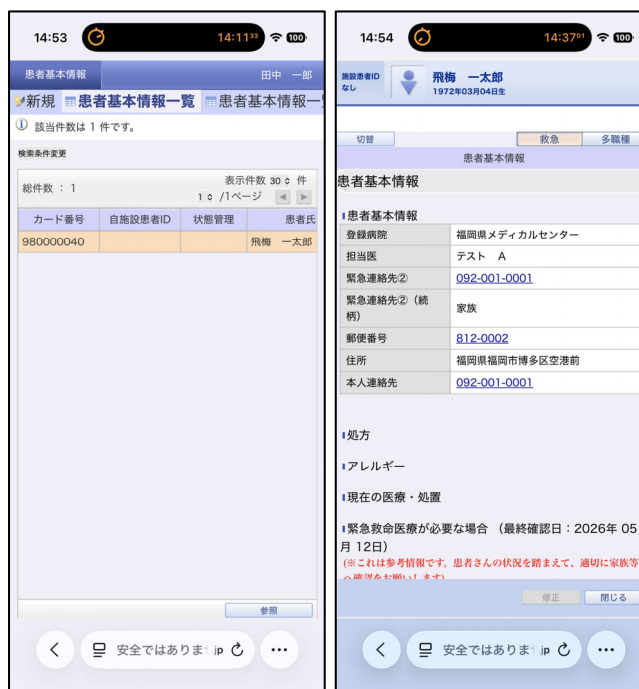 14:53
14:11³³
100
患者基本情報
田中 一郎
新規
患者基本情報一覧
患者基本情報一
該当件数は 1 件です。
検索条件変更
総件数 : 1
表示件数 30 件
1 /1ページ
カード番号
自施設患者ID
状態管理
患者氏
980000040
飛梅 一太郎
参照
安全ではありま
jp
14:54
14:37⁰¹
100
施設患者ID
なし
飛梅 一太郎
1972年03月04日生
切替
救急
多職種
患者基本情報
患者基本情報
患者基本情報
登録病院
福岡県メディカルセンター
担当医
テスト A
緊急連絡先②
092-001-0001
緊急連絡先②（続
柄）
家族
郵便番号
812-0002
住所
福岡県福岡市博多区空港前
本人連絡先
092-001-0001
処方
アレルギー
現在の医療・処置
緊急救命医療が必要な場合 （最終確認日：2026年 05
月 12日）
(※これは参考情報です。患者さんの状況を踏まえて、適切に家族等
へ確認をお願いします)
修正
閉じる
安全ではありま
jp